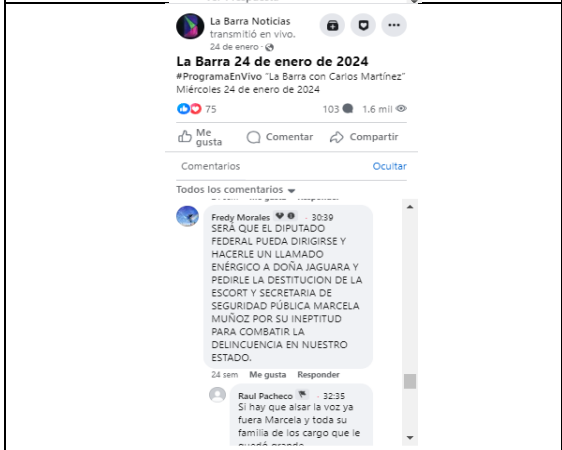 La Barra Noticias
transmitió en vivo.
24 de enero ·
La Barra 24 de enero de 2024
#ProgramaEnVivo "La Barra con Carlos Martínez"
Miércoles 24 de enero de 2024
75
103
1.6 mil
Me gusta
Comentar
Compartir
Comentarios
Ocultar
Todos los comentarios
Me gusta Responder
Fredy Morales · 30:39
SERÁ QUE EL DIPUTADO
FEDERAL PUEDA DIRIGIRSE Y
HACERLE UN LLAMADO
ENÉRGICO A DOÑA JAGUARA Y
PEDIRLE LA DESTITUCION DE LA
ESCORT Y SECRETARIA DE
SEGURIDAD PÚBLICA MARCELA
MUÑOZ POR SU INEPTITUD
PARA COMBATIR LA
DELINCUENCIA EN NUESTRO
ESTADO.
24 sem Me gusta Responder
Raul Pacheco · 32:35
Si hay que alsar la voz ya
fuera Marcela y toda su
familia de los cargo que le
quedó grande